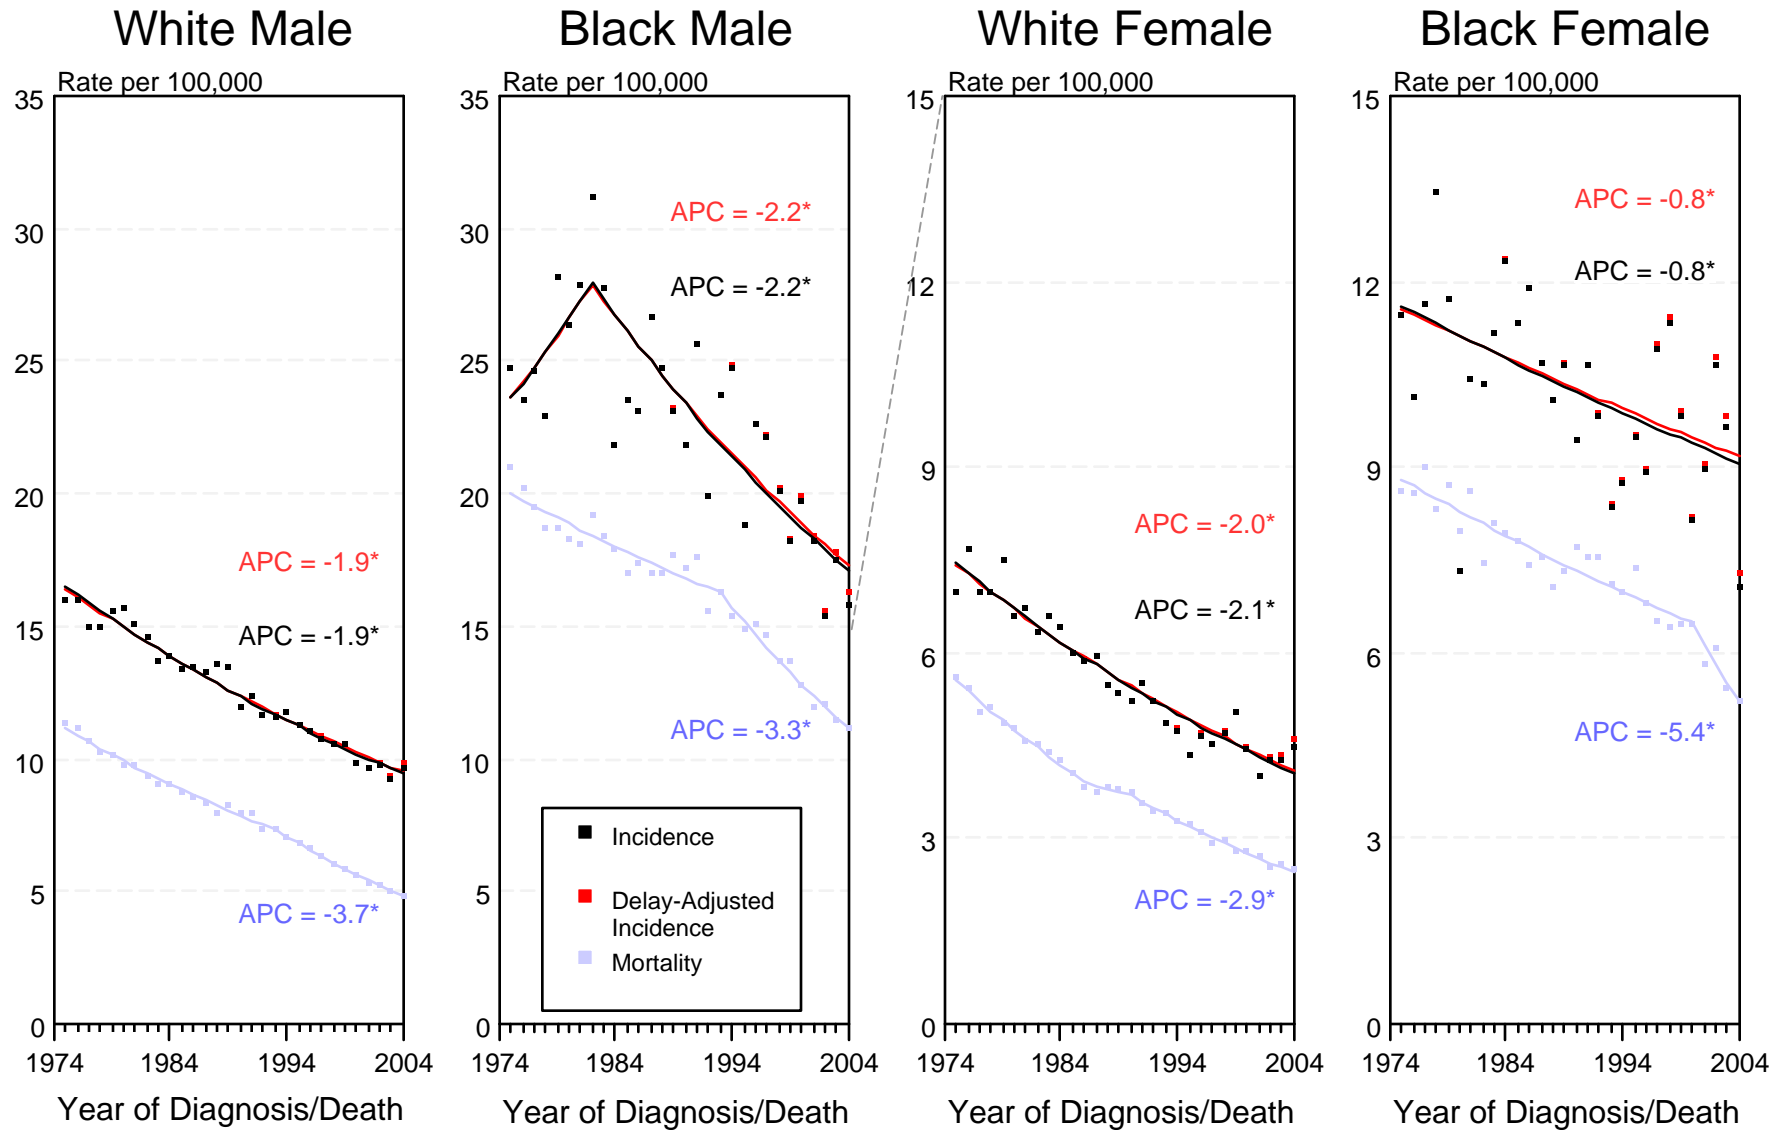 White Male
Black Male
White Female
Black Female
Rate per 100,000
Rate per 100,000
Rate per 100,000
Rate per 100,000
35
30
25
20
15
10
5
0
APC = -1.9*
APC = -1.9*
APC = -3.7*
1974
1984
1994
2004
Year of Diagnosis/Death
35
30
25
20
15
10
5
0
APC = -2.2*
APC = -2.2*
APC = -3.3*
Incidence
Delay-Adjusted
Incidence
Mortality
1974
1984
1994
2004
Year of Diagnosis/Death
15
12
9
6
3
0
APC = -2.0*
APC = -2.1*
APC = -2.9*
1974
1984
1994
2004
Year of Diagnosis/Death
15
12
9
6
3
0
APC = -0.8*
APC = -0.8*
APC = -5.4*
1974
1984
1994
2004
Year of Diagnosis/Death